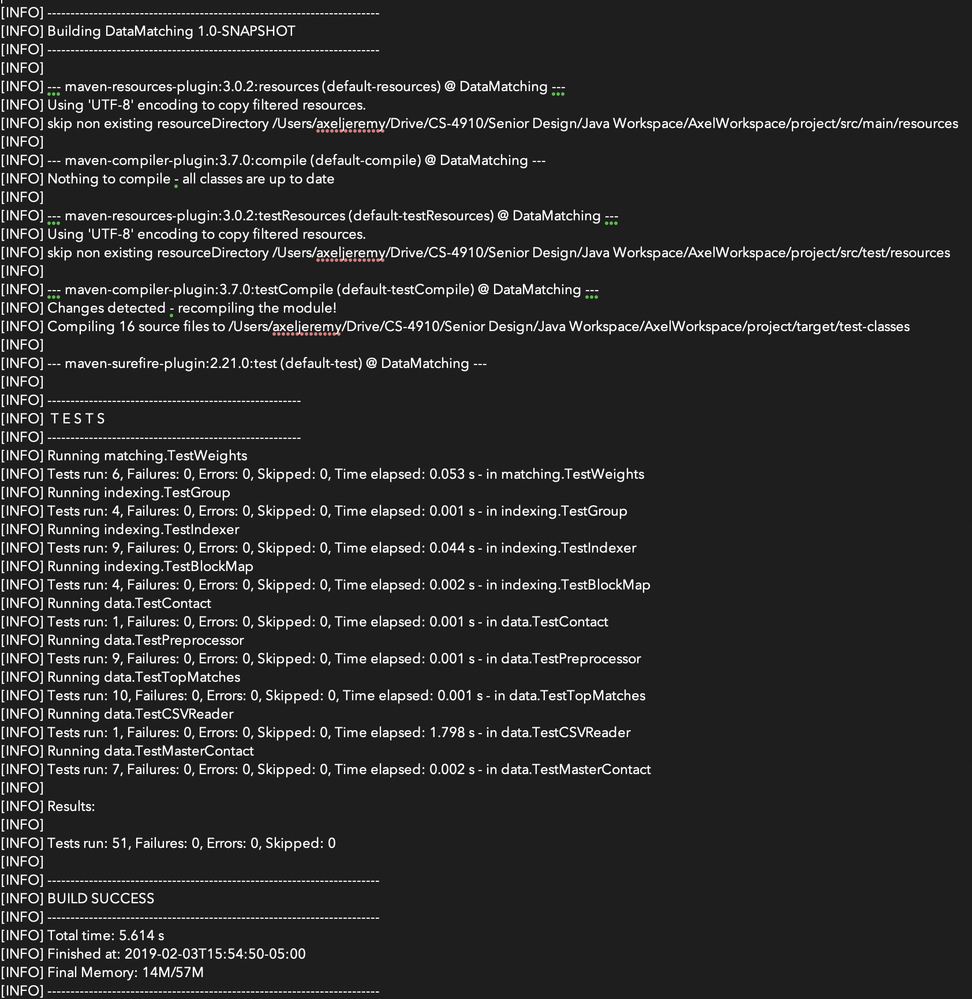 [INFO] ------------------------------------------------------------------------
[INFO] Building DataMatching 1.0-SNAPSHOT
[INFO] ------------------------------------------------------------------------
[INFO]
[INFO] --- maven-resources-plugin:3.0.2:resources (default-resources) @ DataMatching ---
[INFO] Using 'UTF-8' encoding to copy filtered resources.
[INFO] skip non existing resourceDirectory /Users/axeljeremy/Drive/CS-4910/Senior Design/Java Workspace/AxelWorkspace/project/src/main/resources
[INFO]
[INFO] --- maven-compiler-plugin:3.7.0:compile (default-compile) @ DataMatching ---
[INFO] Nothing to compile - all classes are up to date
[INFO]
[INFO] --- maven-resources-plugin:3.0.2:testResources (default-testResources) @ DataMatching ---
[INFO] Using 'UTF-8' encoding to copy filtered resources.
[INFO] skip non existing resourceDirectory /Users/axeljeremy/Drive/CS-4910/Senior Design/Java Workspace/AxelWorkspace/project/src/test/resources
[INFO]
[INFO] --- maven-compiler-plugin:3.7.0:testCompile (default-testCompile) @ DataMatching ---
[INFO] Changes detected - recompiling the module!
[INFO] Compiling 16 source files to /Users/axeljeremy/Drive/CS-4910/Senior Design/Java Workspace/AxelWorkspace/project/target/test-classes
[INFO]
[INFO] --- maven-surefire-plugin:2.21.0:test (default-test) @ DataMatching ---
[INFO]
[INFO] -------------------------------------------------------
[INFO]  T E S T S
[INFO] -------------------------------------------------------
[INFO] Running matching.TestWeights
[INFO] Tests run: 6, Failures: 0, Errors: 0, Skipped: 0, Time elapsed: 0.053 s - in matching.TestWeights
[INFO] Running indexing.TestGroup
[INFO] Tests run: 4, Failures: 0, Errors: 0, Skipped: 0, Time elapsed: 0.001 s - in indexing.TestGroup
[INFO] Running indexing.TestIndexer
[INFO] Tests run: 9, Failures: 0, Errors: 0, Skipped: 0, Time elapsed: 0.044 s - in indexing.TestIndexer
[INFO] Running indexing.TestBlockMap
[INFO] Tests run: 4, Failures: 0, Errors: 0, Skipped: 0, Time elapsed: 0.002 s - in indexing.TestBlockMap
[INFO] Running data.TestContact
[INFO] Tests run: 1, Failures: 0, Errors: 0, Skipped: 0, Time elapsed: 0.001 s - in data.TestContact
[INFO] Running data.TestPreprocessor
[INFO] Tests run: 9, Failures: 0, Errors: 0, Skipped: 0, Time elapsed: 0.001 s - in data.TestPreprocessor
[INFO] Running data.TestTopMatches
[INFO] Tests run: 10, Failures: 0, Errors: 0, Skipped: 0, Time elapsed: 0.001 s - in data.TestTopMatches
[INFO] Running data.TestCSVReader
[INFO] Tests run: 1, Failures: 0, Errors: 0, Skipped: 0, Time elapsed: 1.798 s - in data.TestCSVReader
[INFO] Running data.TestMasterContact
[INFO] Tests run: 7, Failures: 0, Errors: 0, Skipped: 0, Time elapsed: 0.002 s - in data.TestMasterContact
[INFO]
[INFO] Results:
[INFO]
[INFO] Tests run: 51, Failures: 0, Errors: 0, Skipped: 0
[INFO]
[INFO] ------------------------------------------------------------------------
[INFO] BUILD SUCCESS
[INFO] ------------------------------------------------------------------------
[INFO] Total time: 5.614 s
[INFO] Finished at: 2019-02-03T15:54:50-05:00
[INFO] Final Memory: 14M/57M
[INFO] ------------------------------------------------------------------------